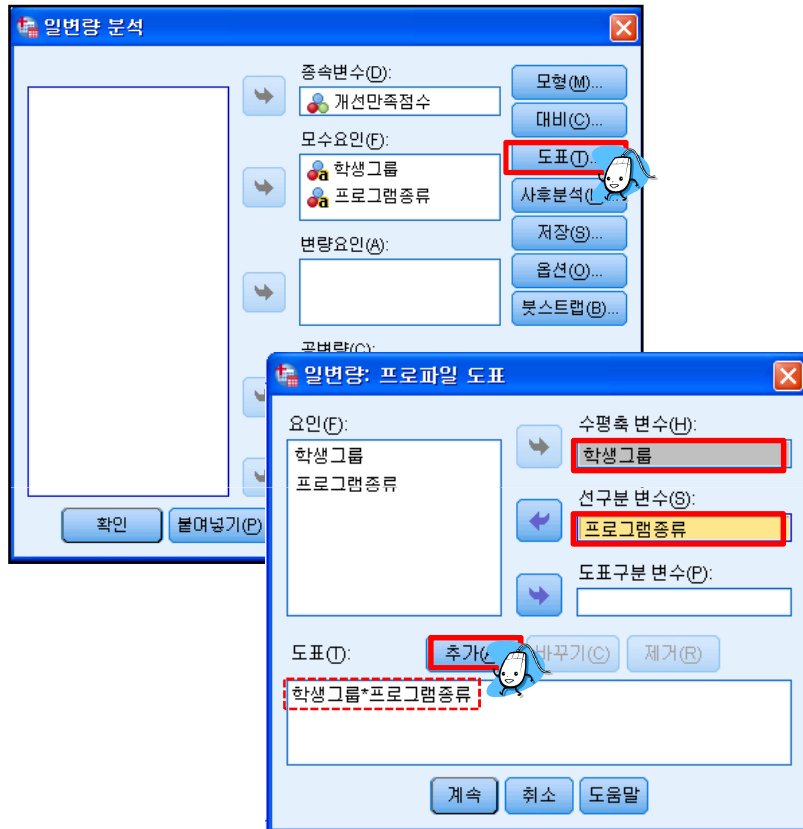 일변량 분석
종속변수(D):
개선만족점수
모수요인(F):
학생그룹
프로그램종류
변량요인(A):
공변량(C):
모형(M)...
대비(C)...
도표(T)...
사후분석
저장(S)...
옵션(O)...
붓스트랩(B)...
확인
붙여넣기(P)
일변량: 프로파일 도표
요인(F):
학생그룹
프로그램종류
수평축 변수(H):
학생그룹
선구분 변수(S):
프로그램종류
도표구분 변수(P):
도표(T):
추가(A)
바꾸기(C)
제거(R)
학생그룹*프로그램종류
계속
취소
도움말